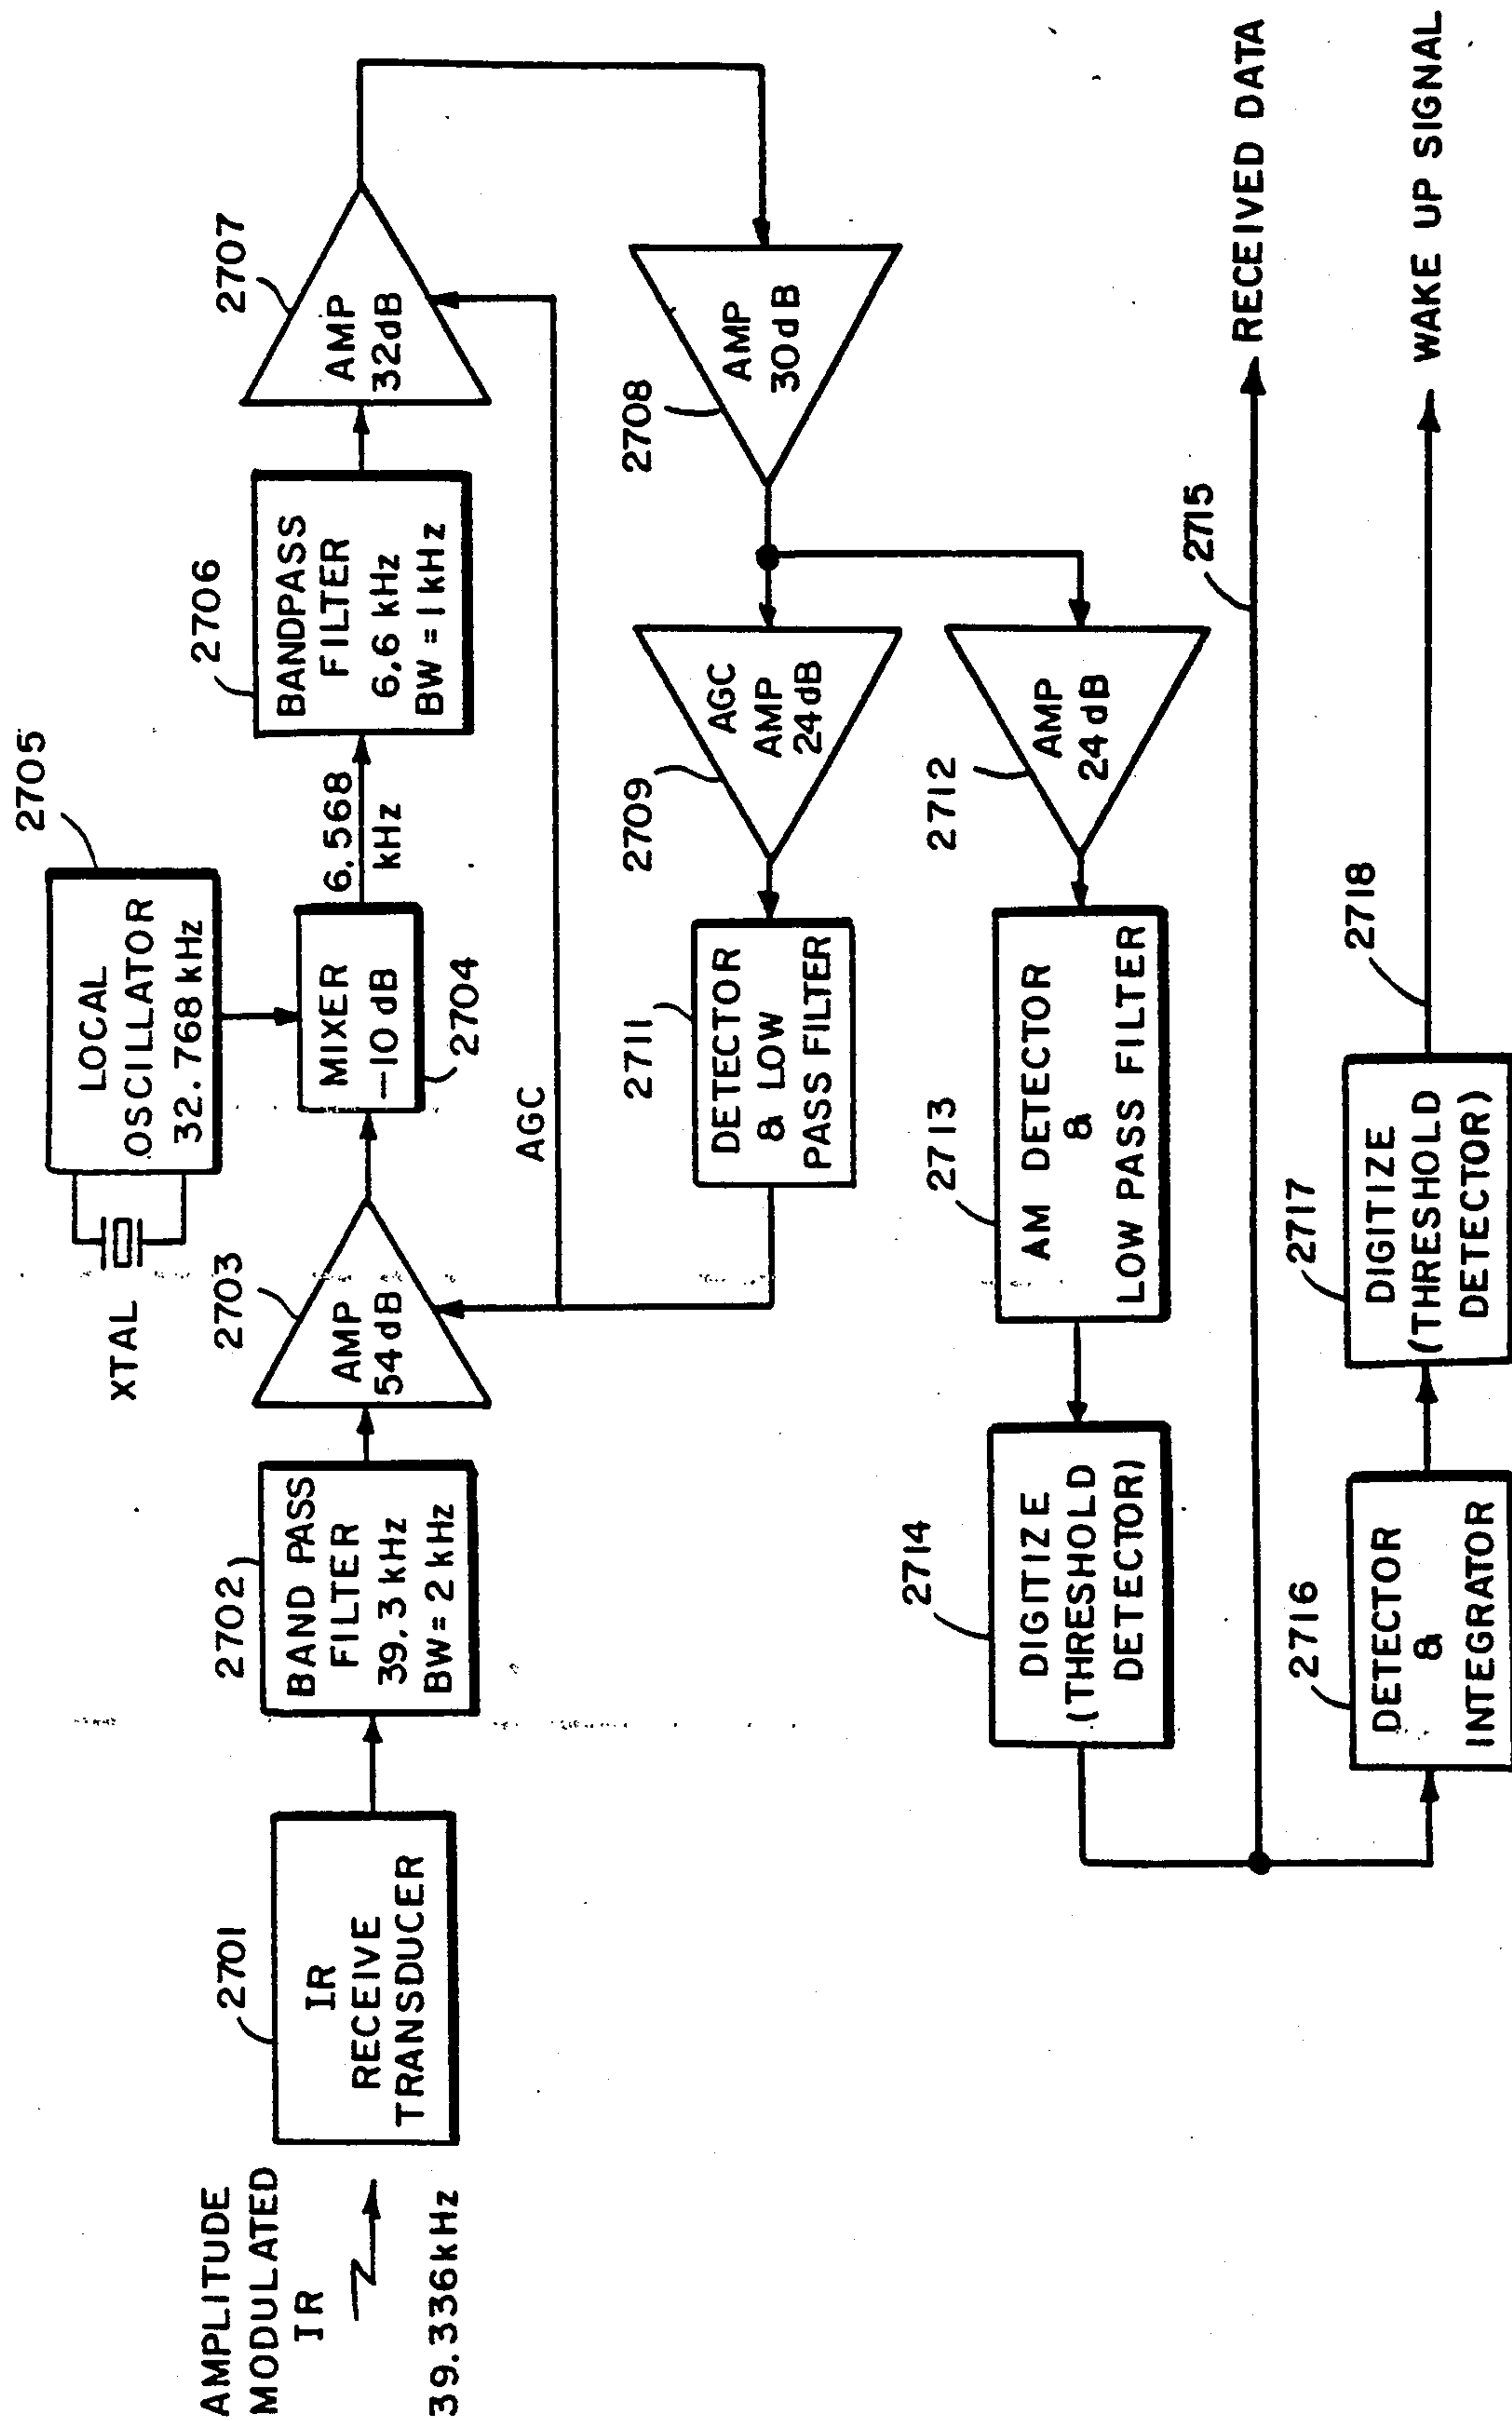 AMPLITUDE
MODULATED
IR
39.336kHz
2701
IR
RECEIVE
TRANSDUCER
2702
BAND PASS
FILTER
39.3 kHz
BW = 2 kHz
2703
AMP
54dB
XTAL
2705
LOCAL
OSCILLATOR
32.768 kHz
MIXER
-10 dB
2704
6.568
kHz
2706
BANDPASS
FILTER
6.6 kHz
BW = 1 kHz
2707
AMP
32dB
AGC
2708
AMP
30dB
2709
AGC
AMP
24dB
2711
DETECTOR
& LOW
PASS FILTER
2712
AMP
24dB
2713
AM DETECTOR
&
LOW PASS FILTER
2714
DIGITIZE
(THRESHOLD
DETECTOR)
2715
RECEIVED DATA
2716
DETECTOR
&
INTEGRATOR
2717
DIGITIZE
(THRESHOLD
DETECTOR)
2718
WAKE UP SIGNAL